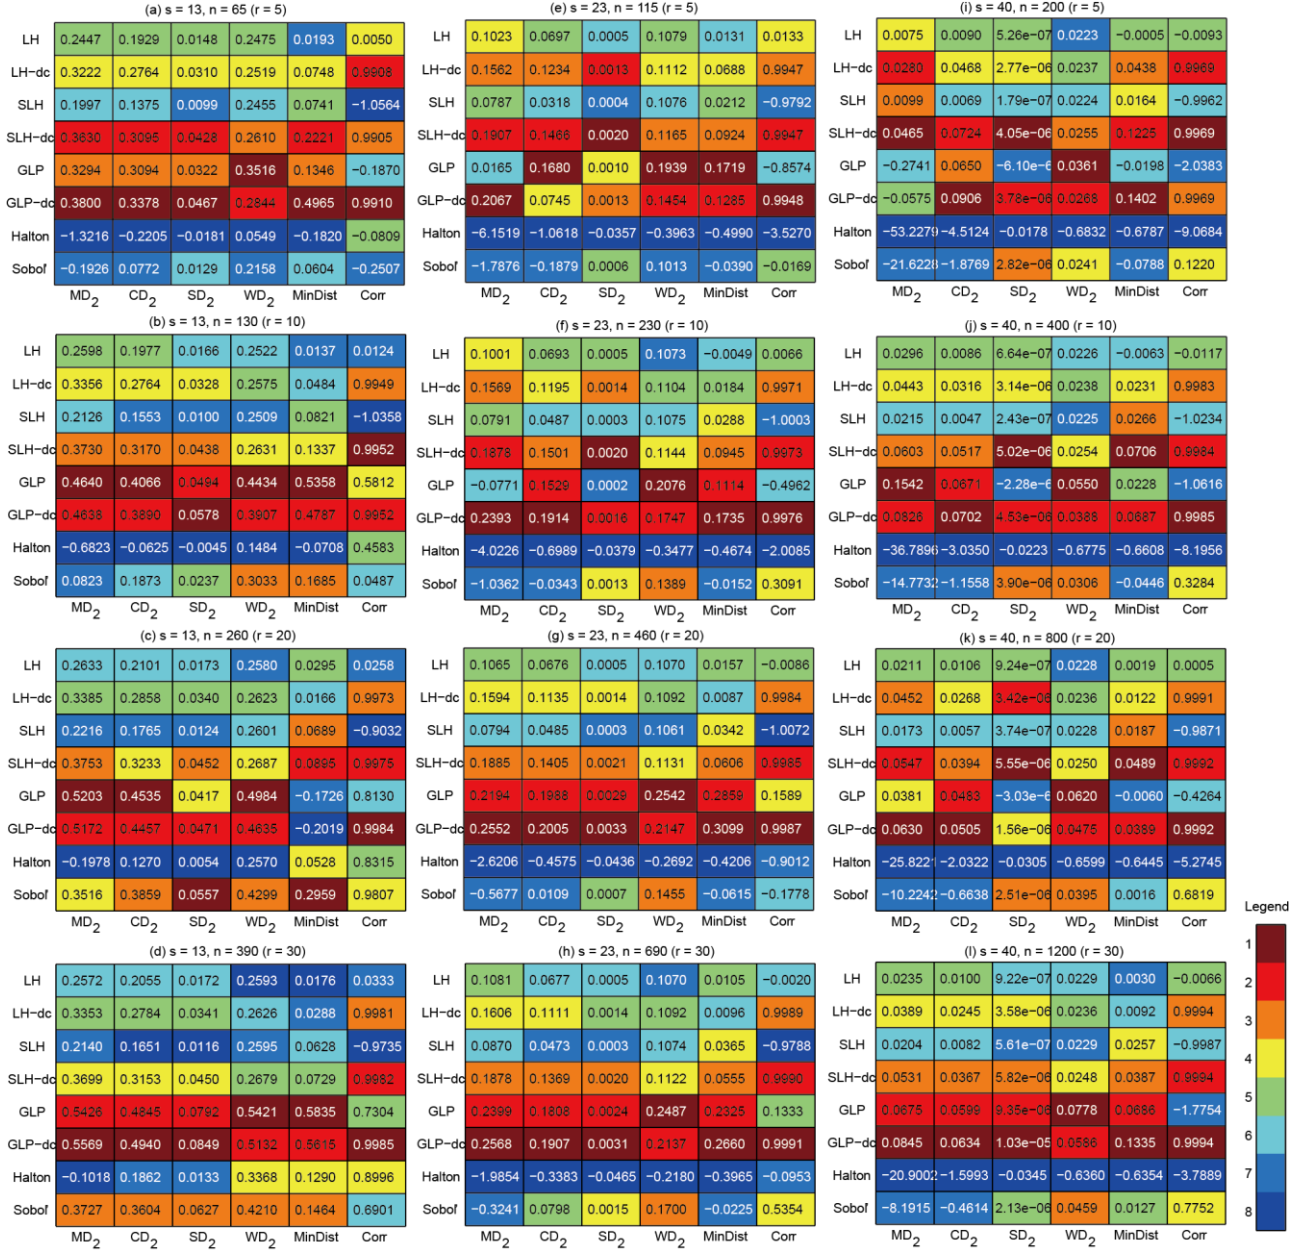 (a) s = 13, n = 65 (r = 5)
LH 0.2447 0.1929 0.0148 0.2475 0.0193 0.0050
LH-dc 0.3222 0.2764 0.0310 0.2519 0.0748 0.9908
SLH 0.1997 0.1375 0.0099 0.2455 0.0741 −1.0564
SLH-dc 0.3630 0.3095 0.0428 0.2610 0.2221 0.9905
GLP 0.3294 0.3094 0.0322 0.3516 0.1346 −0.1870
GLP-dc 0.3800 0.3378 0.0467 0.2844 0.4965 0.9910
Halton −1.3216 −0.2205 −0.0181 0.0549 −0.1820 −0.0809
Sobol' −0.1926 0.0772 0.0129 0.2158 0.0604 −0.2507
MD2 CD2 SD2 WD2 MinDist Corr
(b) s = 13, n = 130 (r = 10)
LH 0.2598 0.1977 0.0166 0.2522 0.0137 0.0124
LH-dc 0.3356 0.2764 0.0328 0.2575 0.0484 0.9949
SLH 0.2126 0.1553 0.0100 0.2509 0.0821 −1.0358
SLH-dc 0.3730 0.3170 0.0438 0.2631 0.1337 0.9952
GLP 0.4640 0.4066 0.0494 0.4434 0.5358 0.5812
GLP-dc 0.4638 0.3890 0.0578 0.3907 0.4787 0.9952
Halton −0.6823 −0.0625 −0.0045 0.1484 −0.0708 0.4583
Sobol' 0.0823 0.1873 0.0237 0.3033 0.1685 0.0487
MD2 CD2 SD2 WD2 MinDist Corr
(c) s = 13, n = 260 (r = 20)
LH 0.2633 0.2101 0.0173 0.2580 0.0295 0.0258
LH-dc 0.3385 0.2858 0.0340 0.2623 0.0166 0.9973
SLH 0.2216 0.1765 0.0124 0.2601 0.0689 −0.9032
SLH-dc 0.3753 0.3233 0.0452 0.2687 0.0895 0.9975
GLP 0.5203 0.4535 0.0417 0.4984 −0.1726 0.8130
GLP-dc 0.5172 0.4457 0.0471 0.4635 −0.2019 0.9984
Halton −0.1978 0.1270 0.0054 0.2570 0.0528 0.8315
Sobol' 0.3516 0.3859 0.0557 0.4299 0.2959 0.9807
MD2 CD2 SD2 WD2 MinDist Corr
(d) s = 13, n = 390 (r = 30)
LH 0.2572 0.2055 0.0172 0.2593 0.0176 0.0333
LH-dc 0.3353 0.2784 0.0341 0.2626 0.0288 0.9981
SLH 0.2140 0.1651 0.0116 0.2595 0.0628 −0.9735
SLH-dc 0.3699 0.3153 0.0450 0.2679 0.0729 0.9982
GLP 0.5426 0.4845 0.0792 0.5421 0.5835 0.7304
GLP-dc 0.5569 0.4940 0.0849 0.5132 0.5615 0.9985
Halton −0.1018 0.1862 0.0133 0.3368 0.1290 0.8996
Sobol' 0.3727 0.3604 0.0627 0.4210 0.1464 0.6901
MD2 CD2 SD2 WD2 MinDist Corr
(e) s = 23, n = 115 (r = 5)
LH 0.1023 0.0697 0.0005 0.1079 0.0131 0.0133
LH-dc 0.1562 0.1234 0.0013 0.1112 0.0688 0.9947
SLH 0.0787 0.0318 0.0004 0.1076 0.0212 −0.9792
SLH-dc 0.1907 0.1466 0.0020 0.1165 0.0924 0.9947
GLP 0.0165 0.1680 0.0010 0.1939 0.1719 −0.8574
GLP-dc 0.2067 0.0745 0.0013 0.1454 0.1285 0.9948
Halton −6.1519 −1.0618 −0.0357 −0.3963 −0.4990 −3.5270
Sobol' −1.7876 −0.1879 0.0006 0.1013 −0.0390 −0.0169
MD2 CD2 SD2 WD2 MinDist Corr
(f) s = 23, n = 230 (r = 10)
LH 0.1001 0.0693 0.0005 0.1073 −0.0049 0.0066
LH-dc 0.1569 0.1195 0.0014 0.1104 0.0184 0.9971
SLH 0.0791 0.0487 0.0003 0.1075 0.0288 −1.0003
SLH-dc 0.1878 0.1501 0.0020 0.1144 0.0945 0.9973
GLP −0.0771 0.1529 0.0002 0.2076 0.1114 −0.4962
GLP-dc 0.2393 0.1914 0.0016 0.1747 0.1735 0.9976
Halton −4.0226 −0.6989 −0.0379 −0.3477 −0.4674 −2.0085
Sobol' −1.0362 −0.0343 0.0013 0.1389 −0.0152 0.3091
MD2 CD2 SD2 WD2 MinDist Corr
(g) s = 23, n = 460 (r = 20)
LH 0.1065 0.0676 0.0005 0.1070 0.0157 −0.0086
LH-dc 0.1594 0.1135 0.0014 0.1092 0.0087 0.9984
SLH 0.0794 0.0485 0.0003 0.1061 0.0342 −1.0072
SLH-dc 0.1885 0.1405 0.0021 0.1131 0.0606 0.9985
GLP 0.2194 0.1988 0.0029 0.2542 0.2859 0.1589
GLP-dc 0.2552 0.2005 0.0033 0.2147 0.3099 0.9987
Halton −2.6206 −0.4575 −0.0436 −0.2692 −0.4206 −0.9012
Sobol' −0.5677 0.0109 0.0007 0.1455 −0.0615 −0.1778
MD2 CD2 SD2 WD2 MinDist Corr
(h) s = 23, n = 690 (r = 30)
LH 0.1081 0.0677 0.0005 0.1070 0.0105 −0.0020
LH-dc 0.1606 0.1111 0.0014 0.1092 0.0096 0.9989
SLH 0.0870 0.0473 0.0003 0.1074 0.0365 −0.9788
SLH-dc 0.1878 0.1369 0.0020 0.1122 0.0555 0.9990
GLP 0.2399 0.1808 0.0024 0.2487 0.2325 0.1333
GLP-dc 0.2568 0.1907 0.0031 0.2137 0.2660 0.9991
Halton −1.9854 −0.3383 −0.0465 −0.2180 −0.3965 −0.0953
Sobol' −0.3241 0.0798 0.0015 0.1700 −0.0225 0.5354
MD2 CD2 SD2 WD2 MinDist Corr
(i) s = 40, n = 200 (r = 5)
LH 0.0075 0.0090 5.26e-07 0.0223 −0.0005 −0.0093
LH-dc 0.0280 0.0468 2.77e-06 0.0237 0.0438 0.9969
SLH 0.0099 0.0069 1.79e-07 0.0224 0.0164 −0.9962
SLH-dc 0.0465 0.0724 4.05e-06 0.0255 0.1225 0.9969
GLP −0.2741 0.0650 −6.10e-6 0.0361 −0.0198 −2.0383
GLP-dc −0.0575 0.0906 3.78e-06 0.0268 0.1402 0.9969
Halton −53.2279 −4.5124 −0.0178 −0.6832 −0.6787 −9.0684
Sobol' −21.6228 −1.8769 2.82e-06 0.0241 −0.0788 0.1220
MD2 CD2 SD2 WD2 MinDist Corr
(j) s = 40, n = 400 (r = 10)
LH 0.0296 0.0086 6.64e-07 0.0226 −0.0063 −0.0117
LH-dc 0.0443 0.0316 3.14e-06 0.0238 0.0231 0.9983
SLH 0.0215 0.0047 2.43e-07 0.0225 0.0266 −1.0234
SLH-dc 0.0603 0.0517 5.02e-06 0.0254 0.0706 0.9984
GLP 0.1542 0.0671 −2.28e-6 0.0550 0.0228 −1.0616
GLP-dc 0.0826 0.0702 4.53e-06 0.0388 0.0687 0.9985
Halton −36.7896 −3.0350 −0.0223 −0.6775 −0.6608 −8.1956
Sobol' −14.7732 −1.1558 3.90e-06 0.0306 −0.0446 0.3284
MD2 CD2 SD2 WD2 MinDist Corr
(k) s = 40, n = 800 (r = 20)
LH 0.0211 0.0106 9.24e-07 0.0228 0.0019 0.0005
LH-dc 0.0452 0.0268 3.42e-06 0.0236 0.0122 0.9991
SLH 0.0173 0.0057 3.74e-07 0.0228 0.0187 −0.9871
SLH-dc 0.0547 0.0394 5.55e-06 0.0250 0.0489 0.9992
GLP 0.0381 0.0483 −3.03e-6 0.0620 −0.0060 −0.4264
GLP-dc 0.0630 0.0505 1.56e-06 0.0475 0.0389 0.9992
Halton −25.8221 −2.0322 −0.0305 −0.6599 −0.6445 −5.2745
Sobol' −10.2242 −0.6638 2.51e-06 0.0395 0.0016 0.6819
MD2 CD2 SD2 WD2 MinDist Corr
(l) s = 40, n = 1200 (r = 30)
LH 0.0235 0.0100 9.22e-07 0.0229 0.0030 −0.0066
LH-dc 0.0389 0.0245 3.58e-06 0.0236 0.0092 0.9994
SLH 0.0204 0.0082 5.61e-07 0.0229 0.0257 −0.9987
SLH-dc 0.0531 0.0367 5.82e-06 0.0248 0.0387 0.9994
GLP 0.0675 0.0599 9.35e-06 0.0778 0.0686 −1.7754
GLP-dc 0.0845 0.0634 1.03e-05 0.0586 0.1335 0.9994
Halton −20.9002 −1.5993 −0.0345 −0.6360 −0.6354 −3.7889
Sobol' −8.1915 −0.4614 2.13e-06 0.0459 0.0127 0.7752
MD2 CD2 SD2 WD2 MinDist Corr
Legend
1
2
3
4
5
6
7
8